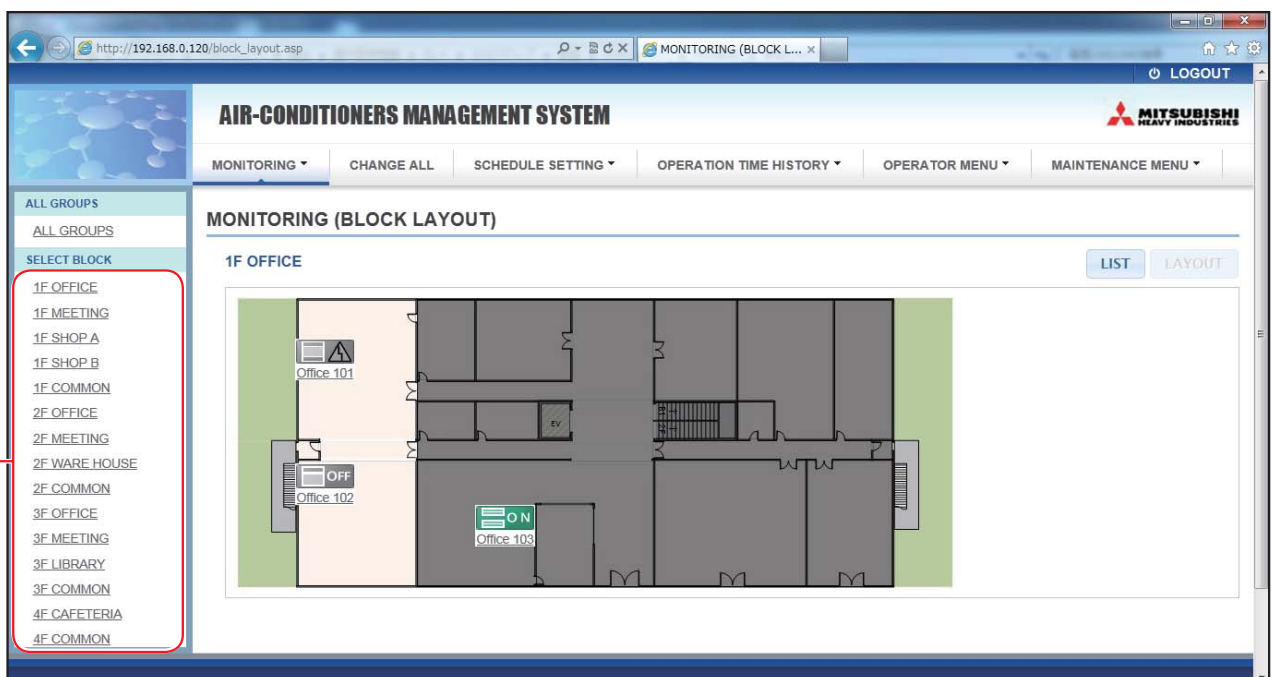 http://192.168.0.120/block_layout.asp
MONITORING (BLOCK L...
LOGOUT
AIR-CONDITIONERS MANAGEMENT SYSTEM
MITSUBISHI
HEAVY INDUSTRIES
MONITORING CHANGE ALL SCHEDULE SETTING OPERATION TIME HISTORY OPERATOR MENU MAINTENANCE MENU
ALL GROUPS
ALL GROUPS
SELECT BLOCK
1F OFFICE
1F MEETING
1F SHOP A
1F SHOP B
1F COMMON
2F OFFICE
2F MEETING
2F WARE HOUSE
2F COMMON
3F OFFICE
3F MEETING
3F LIBRARY
3F COMMON
4F CAFETERIA
4F COMMON
MONITORING (BLOCK LAYOUT)
1F OFFICE
LIST LAYOUT
Office 101
EV
OFF
Office 102
ON
Office 103